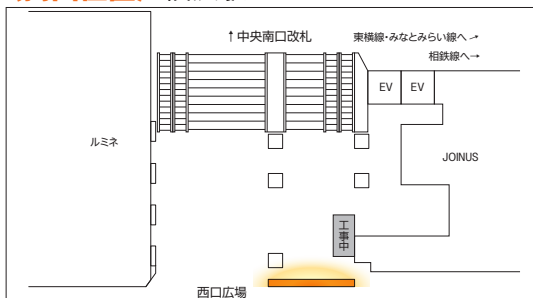 ↑中央南口改札
東横線・みなとみらい線へ→
相鉄線へ→
EV
EV
ルミネ
JOINUS
工事中
西口広場